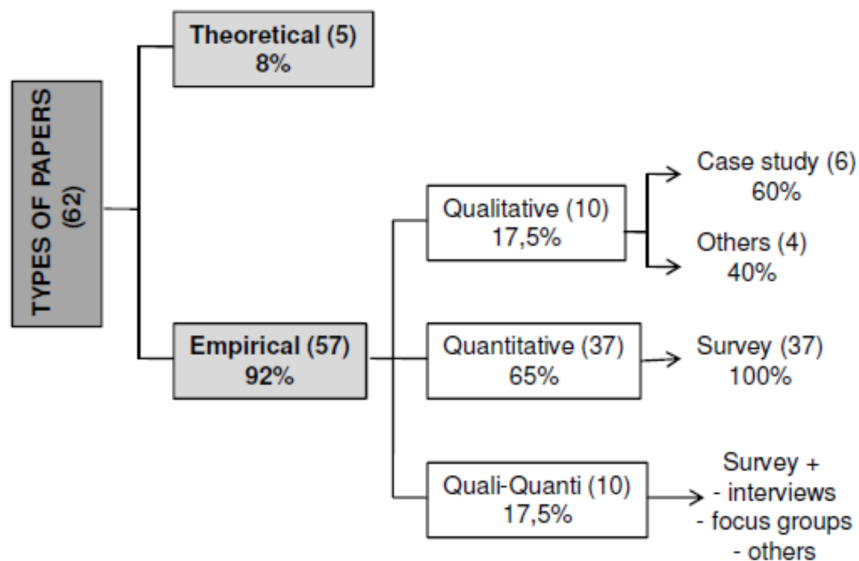 TYPES OF PAPERS
(62)
Theoretical (5)
8%
Empirical (57)
92%
Qualitative (10)
17,5%
Case study (6)
60%
Others (4)
40%
Quantitative (37)
65%
Survey (37)
100%
Quali-Quanti (10)
17,5%
Survey +
- interviews
- focus groups
- others